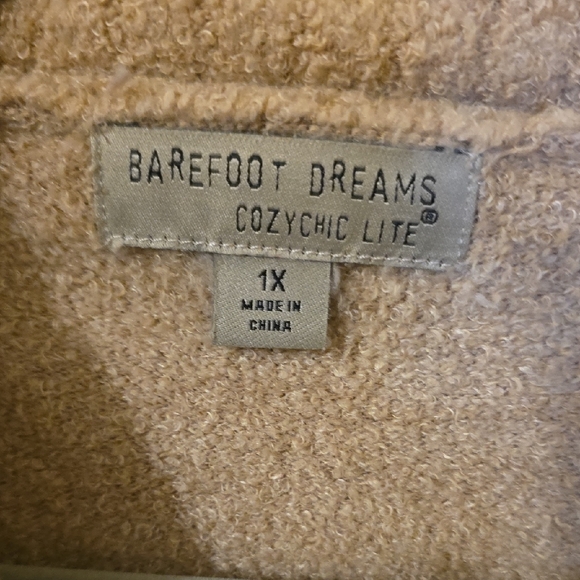 BAREFOOT DREAMS
COZYCHIC LITE®
1X
MADE IN
CHINA